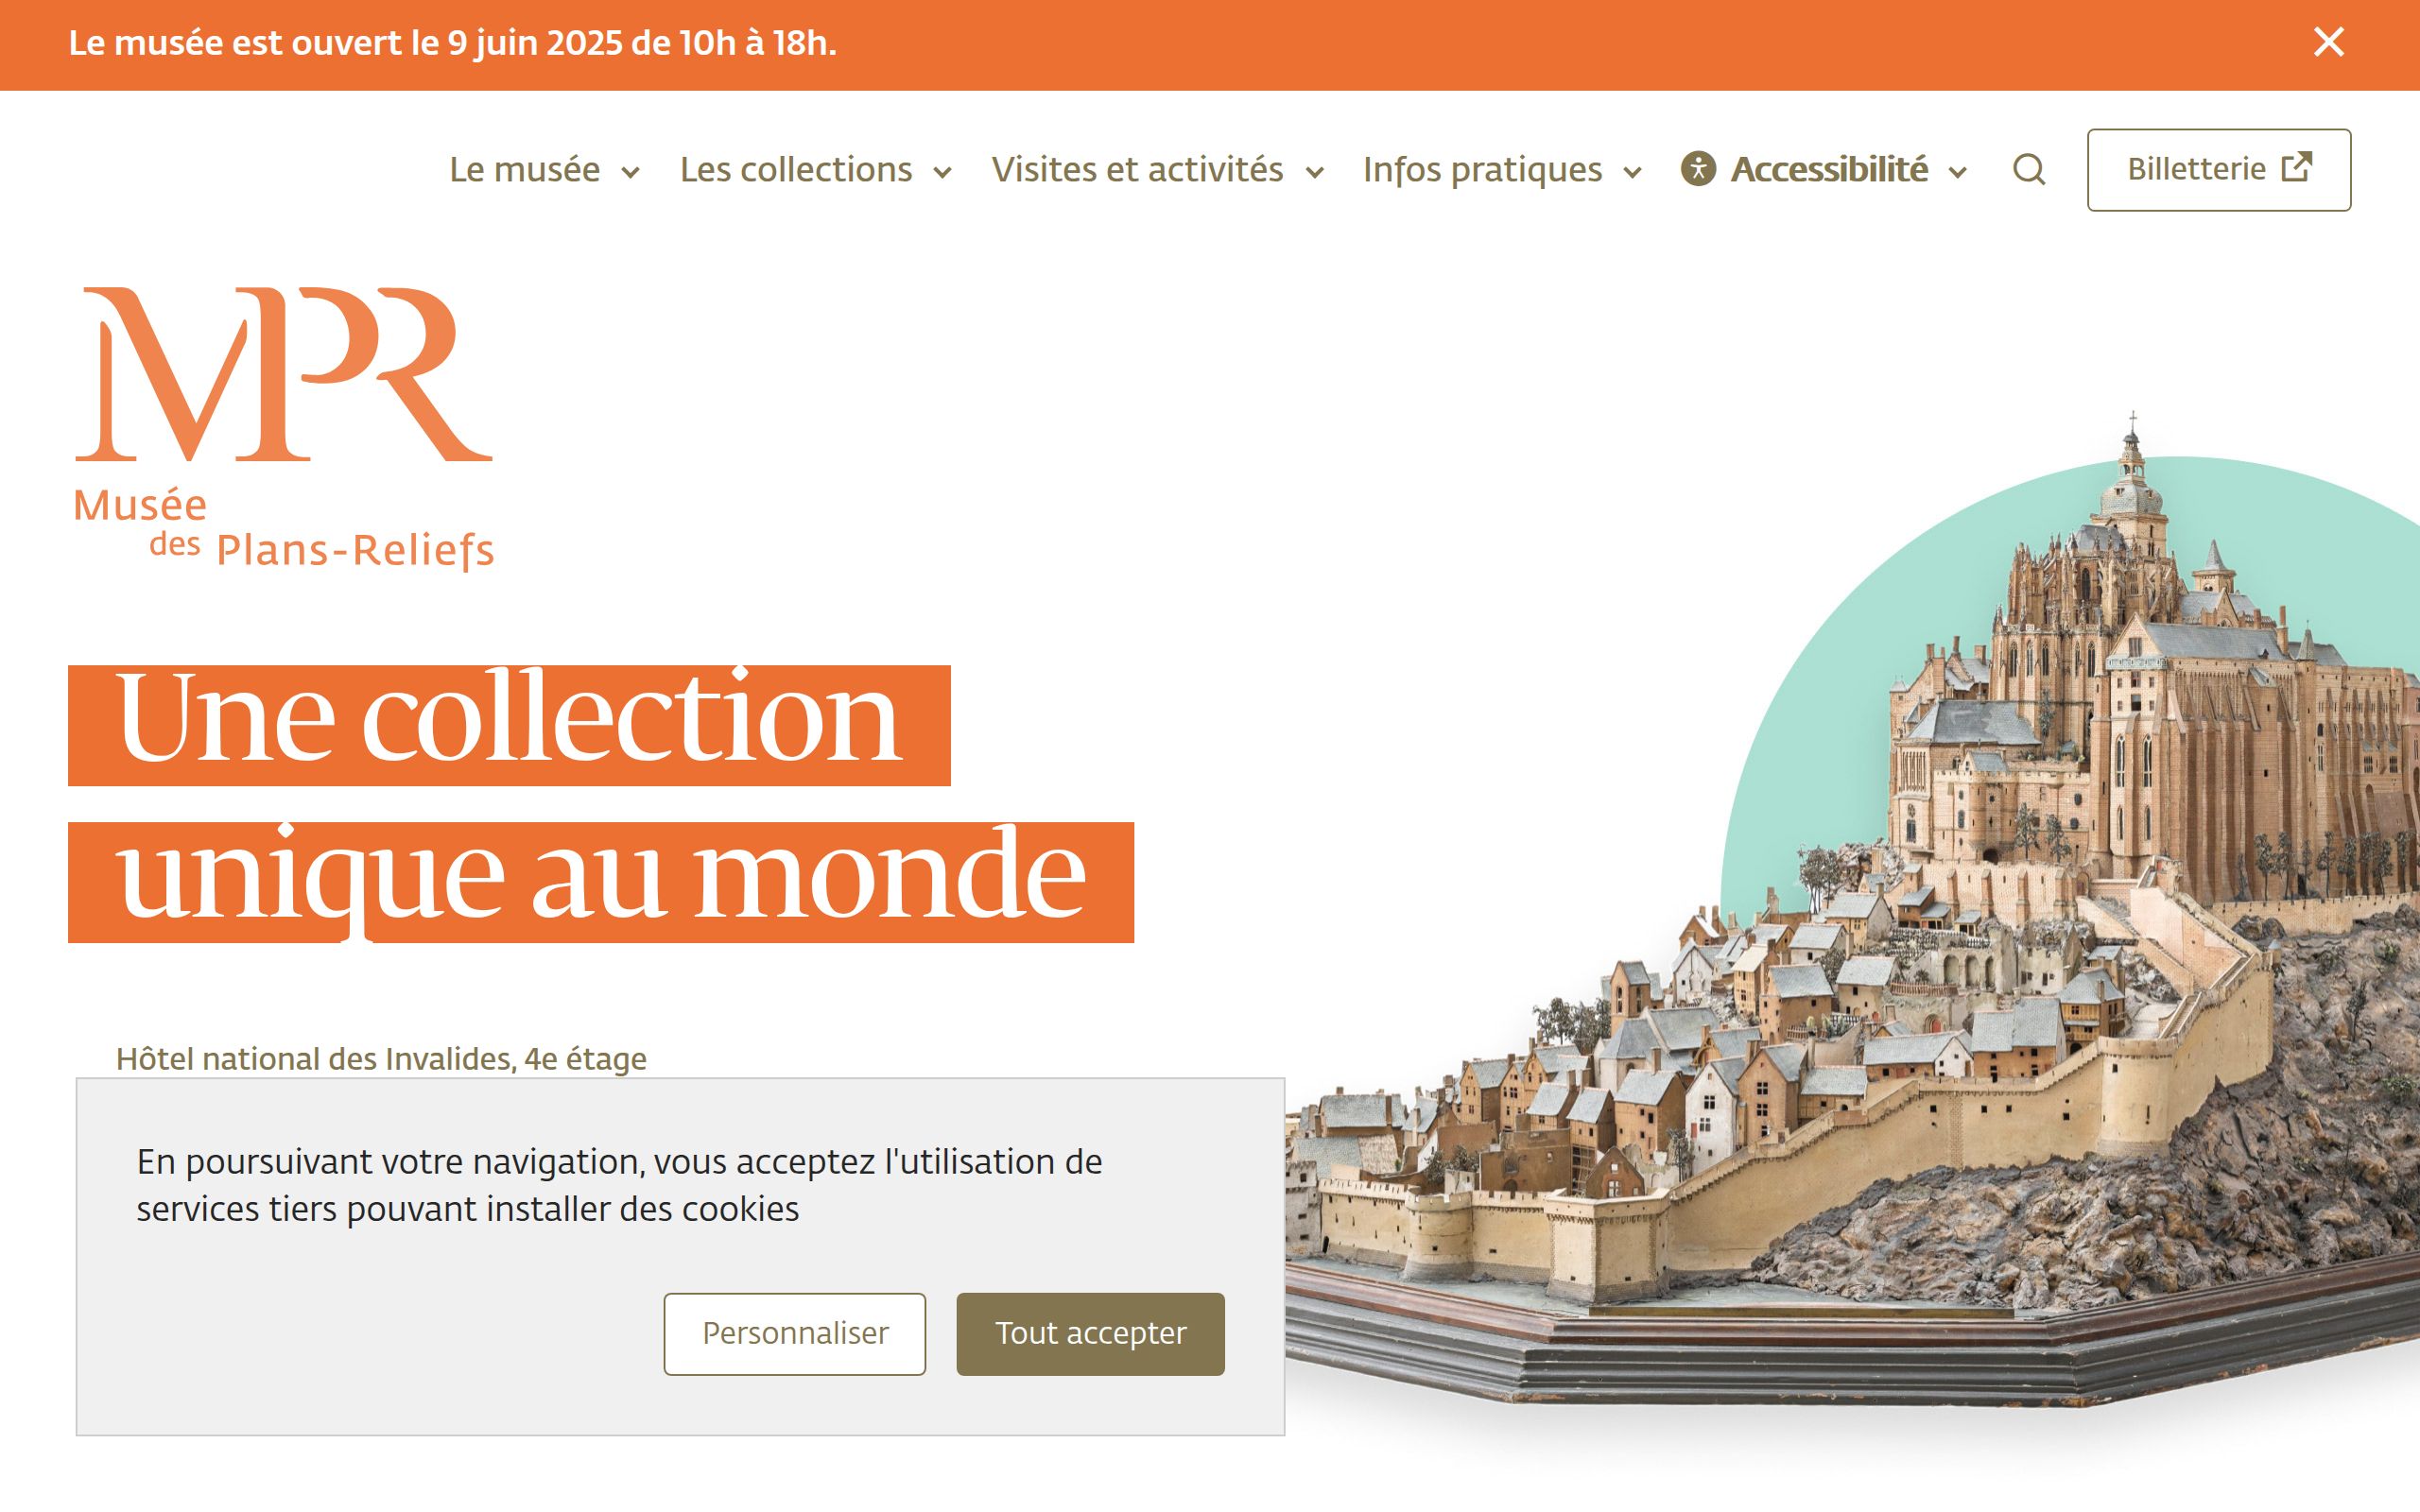 Le musée est ouvert le 9 juin 2025 de 10h à 18h.
Le musée
Les collections
Visites et activités
Infos pratiques
Accessibilité
Billetterie
MPR
Musée
des Plans-Reliefs
Une collection
unique au monde
Hôtel national des Invalides, 4e étage
En poursuivant votre navigation, vous acceptez l'utilisation de
services tiers pouvant installer des cookies
Personnaliser
Tout accepter